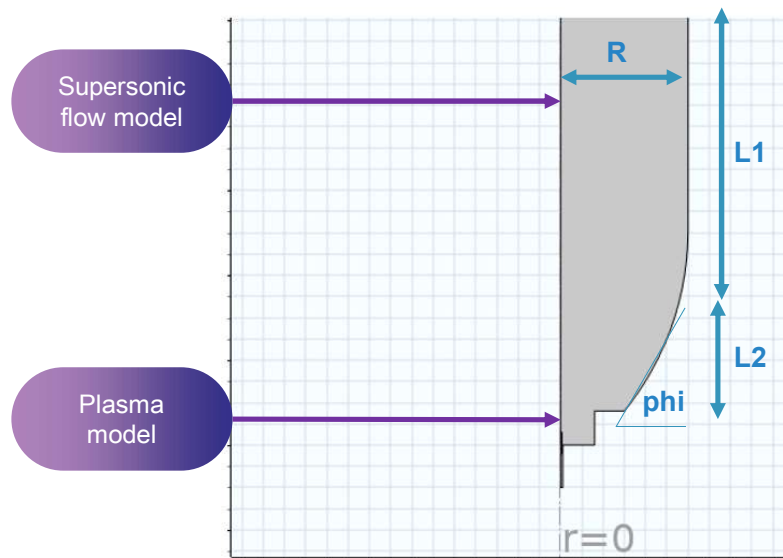 Supersonic
flow model
R
L1
L2
phi
Plasma
model
r=0